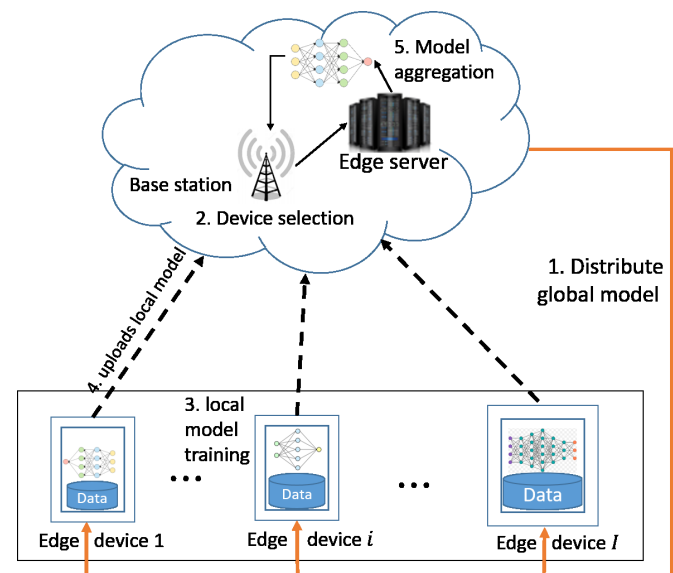 5. Model
aggregation
Edge server
Base station
2. Device selection
1. Distribute
global model
4. uploads local model
3. local
model
training
...
...
Data
Data
Data
Edge device 1
Edge device i
Edge device I